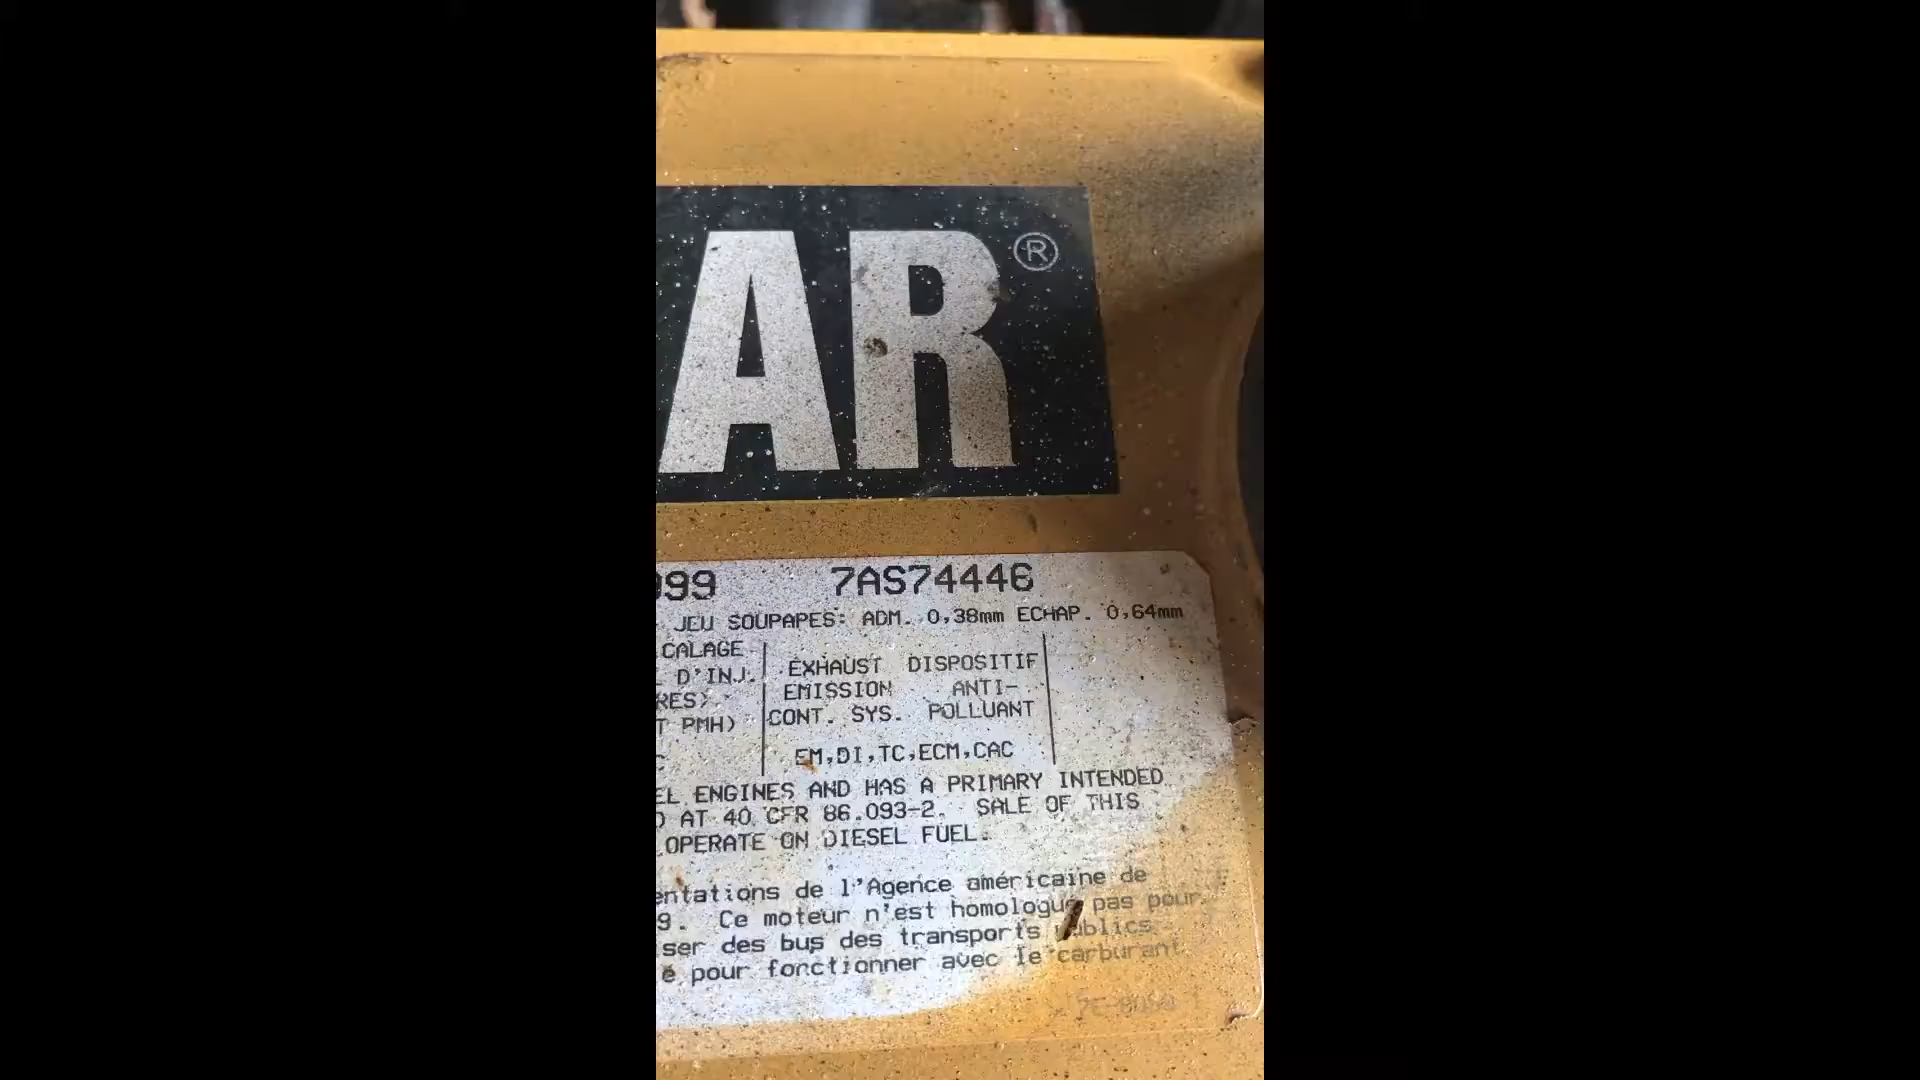 AR®
99 7AS74446
JEU SOUPAPES: ADM. 0,38mm ECHAP. 0,64mm
CALAGE
D'INJ. EXHAUST DISPOSITIF
RES) EMISSION ANTI-
T PMH) CONT. SYS. POLLUANT
EM,DI,TC,ECM,CAC
EL ENGINES AND HAS A PRIMARY INTENDED
D AT 40 CFR 86.093-2. SALE OF THIS
OPERATE ON DIESEL FUEL.
entations de l'Agence américaine de
9. Ce moteur n'est homologué pas pour
ser des bus des transports publics
é pour fonctionner avec le carburant